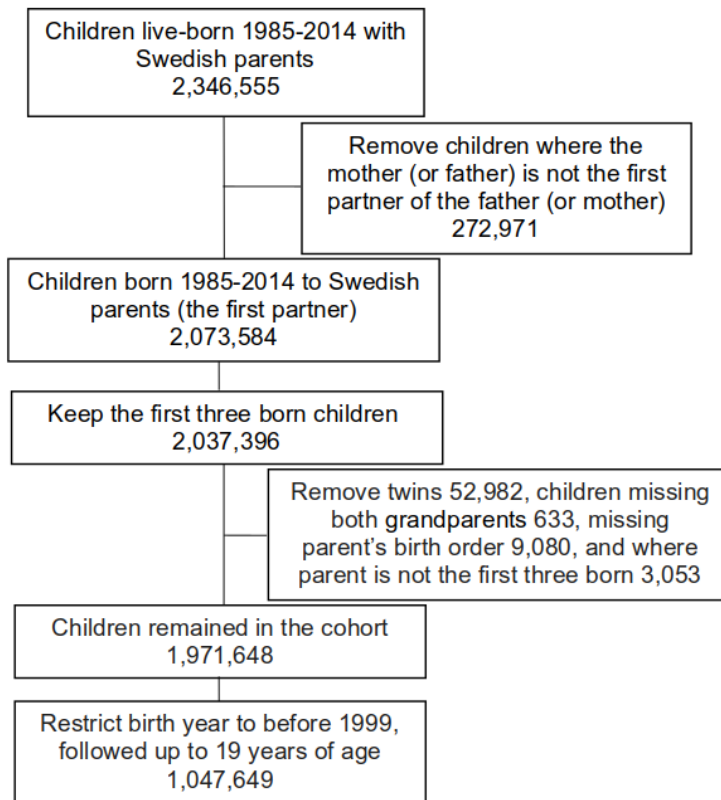 Children live-born 1985-2014 with
Swedish parents
2,346,555
Remove children where the
mother (or father) is not the first
partner of the father (or mother)
272,971
Children born 1985-2014 to Swedish
parents (the first partner)
2,073,584
Keep the first three born children
2,037,396
Remove twins 52,982, children missing
both grandparents 633, missing
parent's birth order 9,080, and where
parent is not the first three born 3,053
Children remained in the cohort
1,971,648
Restrict birth year to before 1999,
followed up to 19 years of age
1,047,649